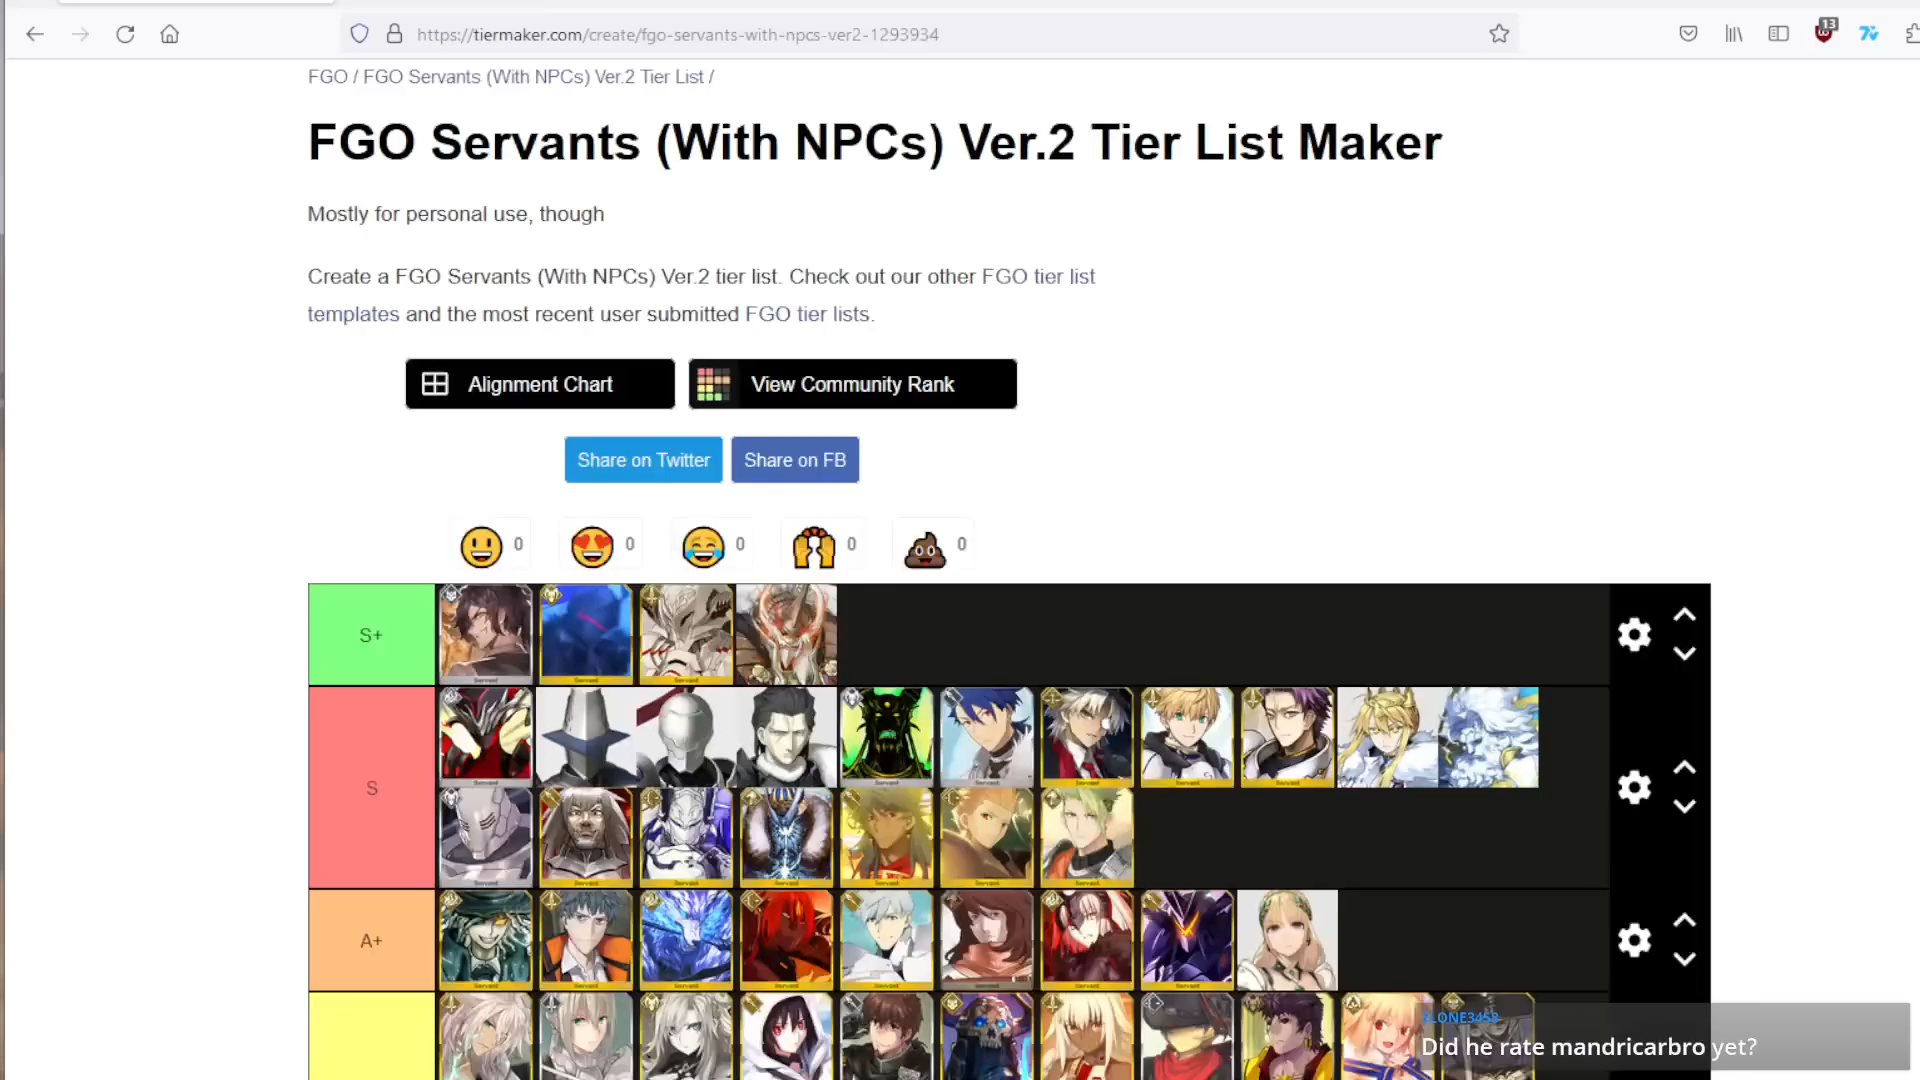 https://tiermaker.com/create/fgo-servants-with-npcs-ver2-1293934
13
FGO / FGO Servants (With NPCs) Ver.2 Tier List /
FGO Servants (With NPCs) Ver.2 Tier List Maker
Mostly for personal use, though
Create a FGO Servants (With NPCs) Ver.2 tier list. Check out our other FGO tier list
templates and the most recent user submitted FGO tier lists.
Alignment Chart
View Community Rank
Share on Twitter
Share on FB
0
0
0
0
0
S+
S
A+
Did he rate mandricarbro yet?